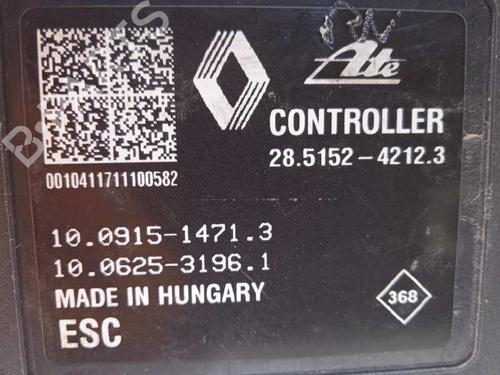 Ate
CONTROLLER
28.5152-4212.3
0010411711100582
10.0915-1471.3
10.0625-3196.1
MADE IN HUNGARY
368
ESC